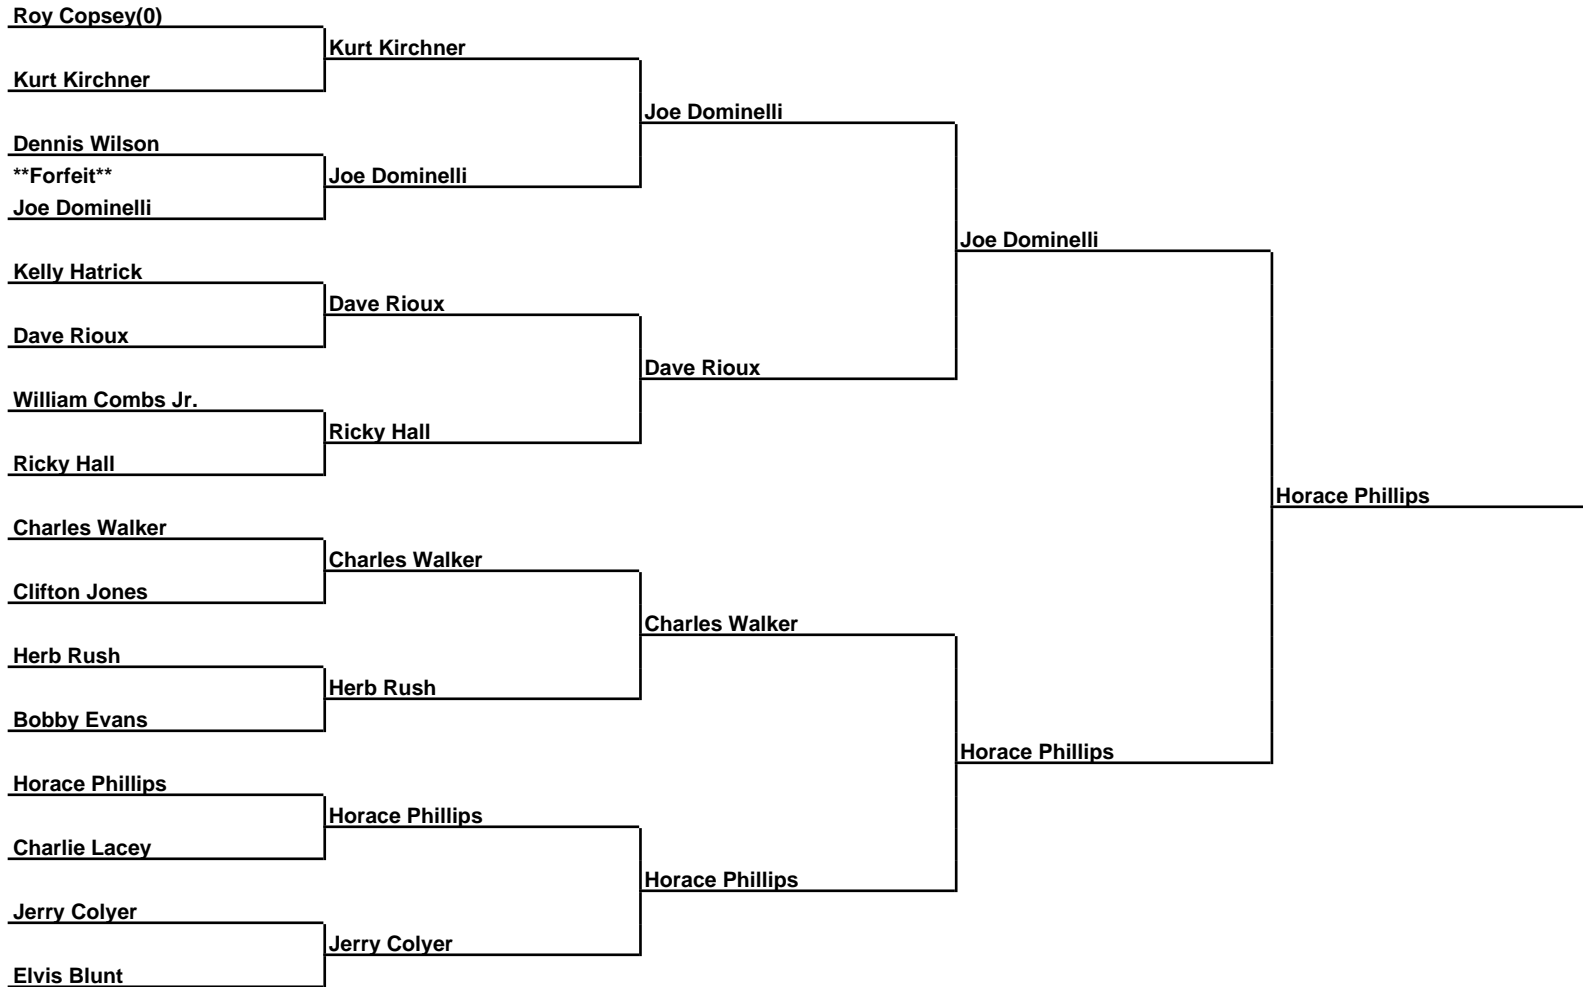 Roy Copsey(0)
Kurt Kirchner
Kurt Kirchner
Joe Dominelli
Dennis Wilson
**Forfeit**
Joe Dominelli
Joe Dominelli
Joe Dominelli
Kelly Hatrick
Dave Rioux
Dave Rioux
Dave Rioux
William Combs Jr.
Ricky Hall
Ricky Hall
Horace Phillips
Charles Walker
Charles Walker
Clifton Jones
Charles Walker
Herb Rush
Herb Rush
Bobby Evans
Horace Phillips
Horace Phillips
Horace Phillips
Charlie Lacey
Horace Phillips
Jerry Colyer
Jerry Colyer
Elvis Blunt